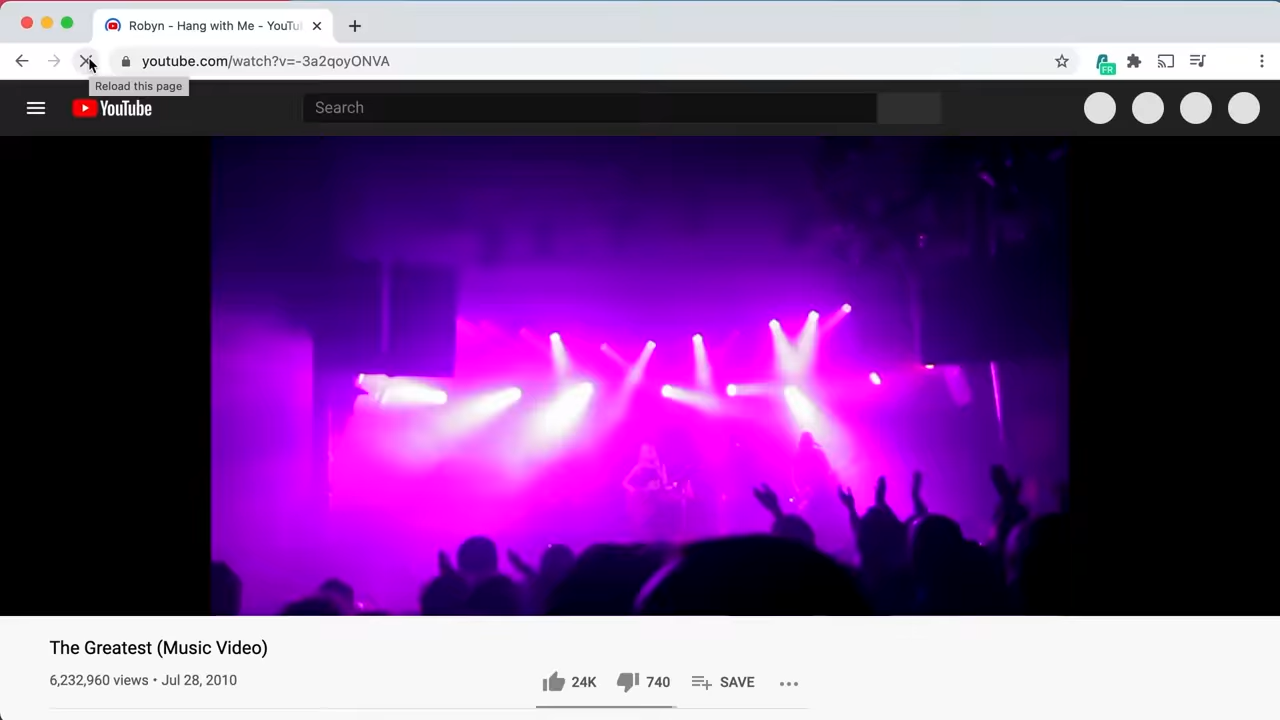 Robyn - Hang with Me - YouTu
youtube.com/watch?v=-3a2qoyONVA
FR
Reload this page
YouTube
Search
The Greatest (Music Video)
6,232,960 views • Jul 28, 2010
24K
740
SAVE